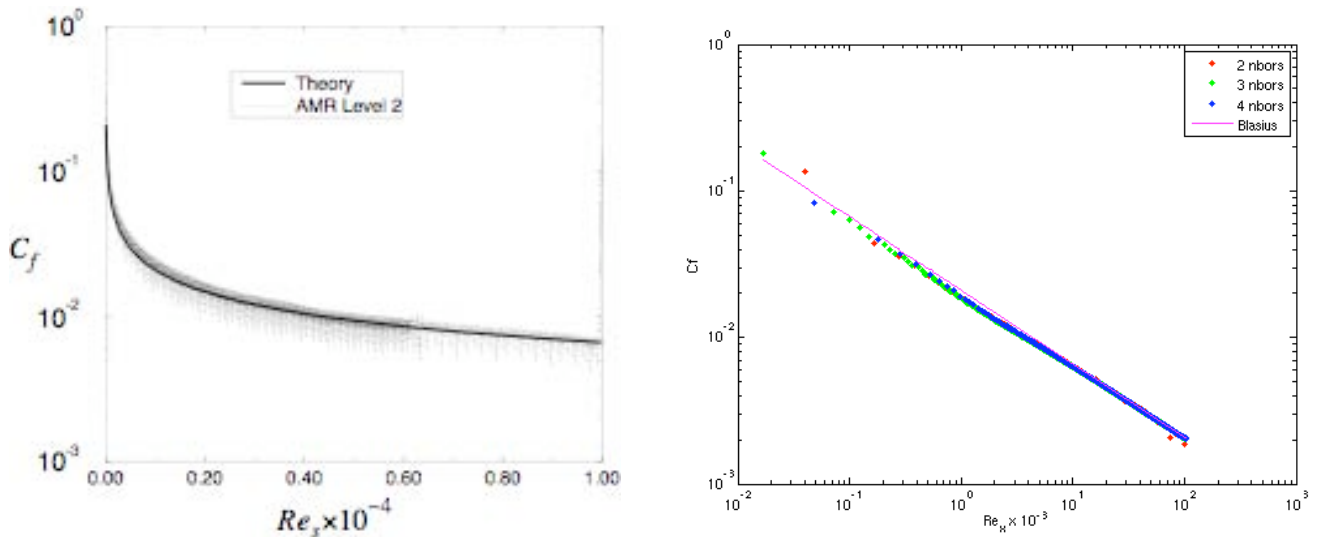 10^0
Theory
AMR Level 2
10^-1
C_f
10^-2
10^-3
0.00 0.20 0.40 0.60 0.80 1.00
Re_x×10^-4
10^0
2 nbors
3 nbors
4 nbors
Blasius
10^-1
Cf
10^-2
10^-3
10^-2 10^-1 10^0 10^1 10^2 10^3
Re_x × 10^-3